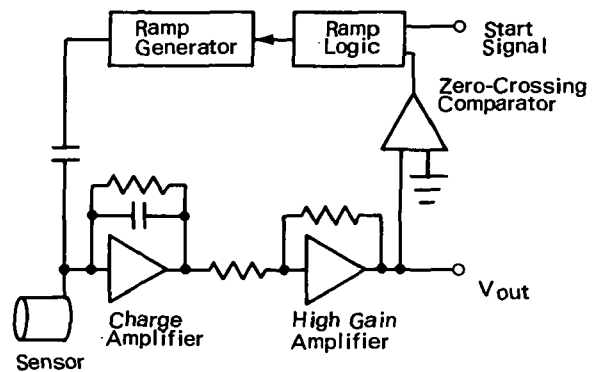 Ramp
Generator
Ramp
Logic
Start
Signal
Zero-Crossing
Comparator
Charge
Amplifier
High Gain
Amplifier
Vout
Sensor